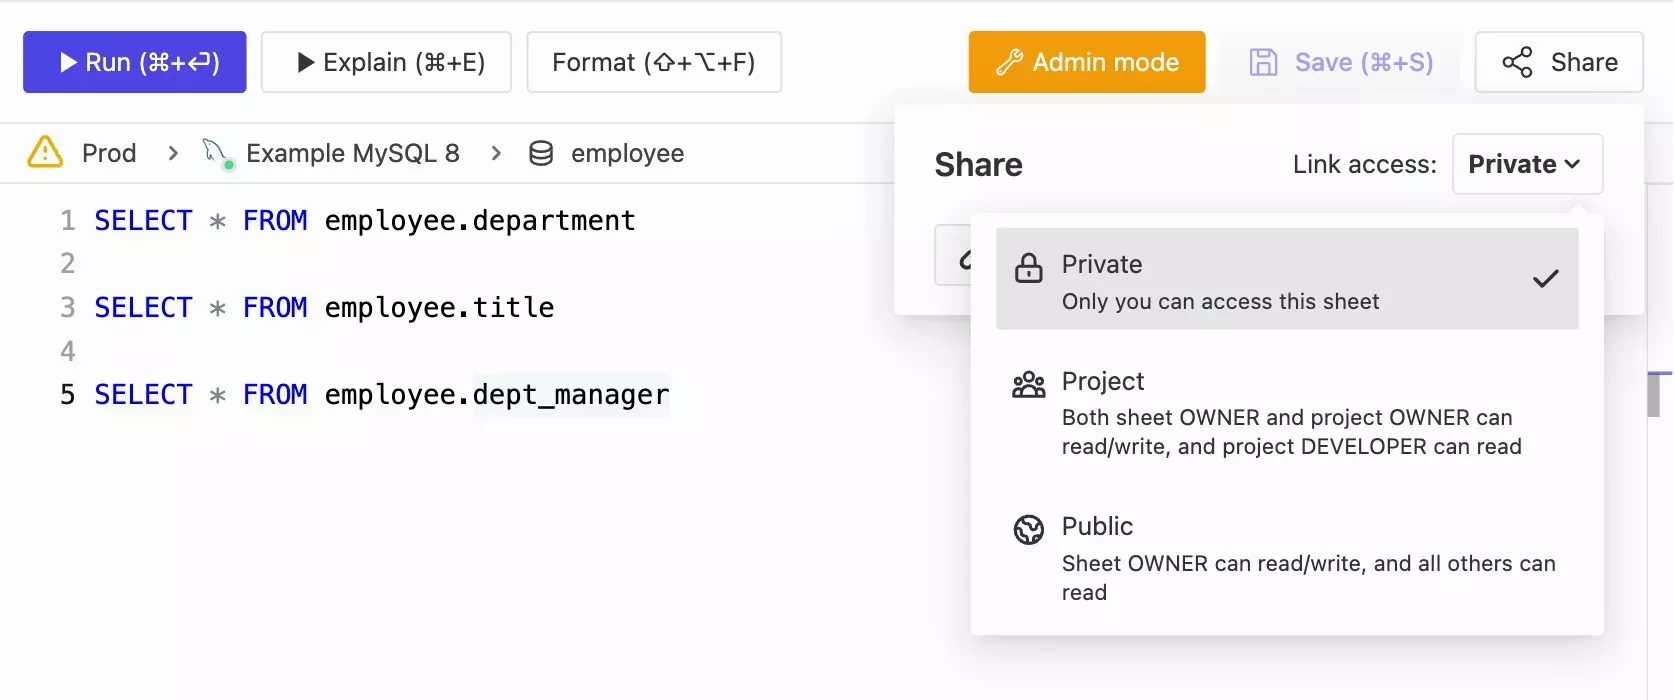 Run (⌘+⏎) Explain (⌘+E) Format (⇧+⌥+F) Admin mode Save (⌘+S) Share
Prod > Example MySQL 8 > employee
Share Link access: Private
1 SELECT * FROM employee.department
2
3 SELECT * FROM employee.title
4
5 SELECT * FROM employee.dept_manager
Private
Only you can access this sheet
Project
Both sheet OWNER and project OWNER can
read/write, and project DEVELOPER can read
Public
Sheet OWNER can read/write, and all others can
read